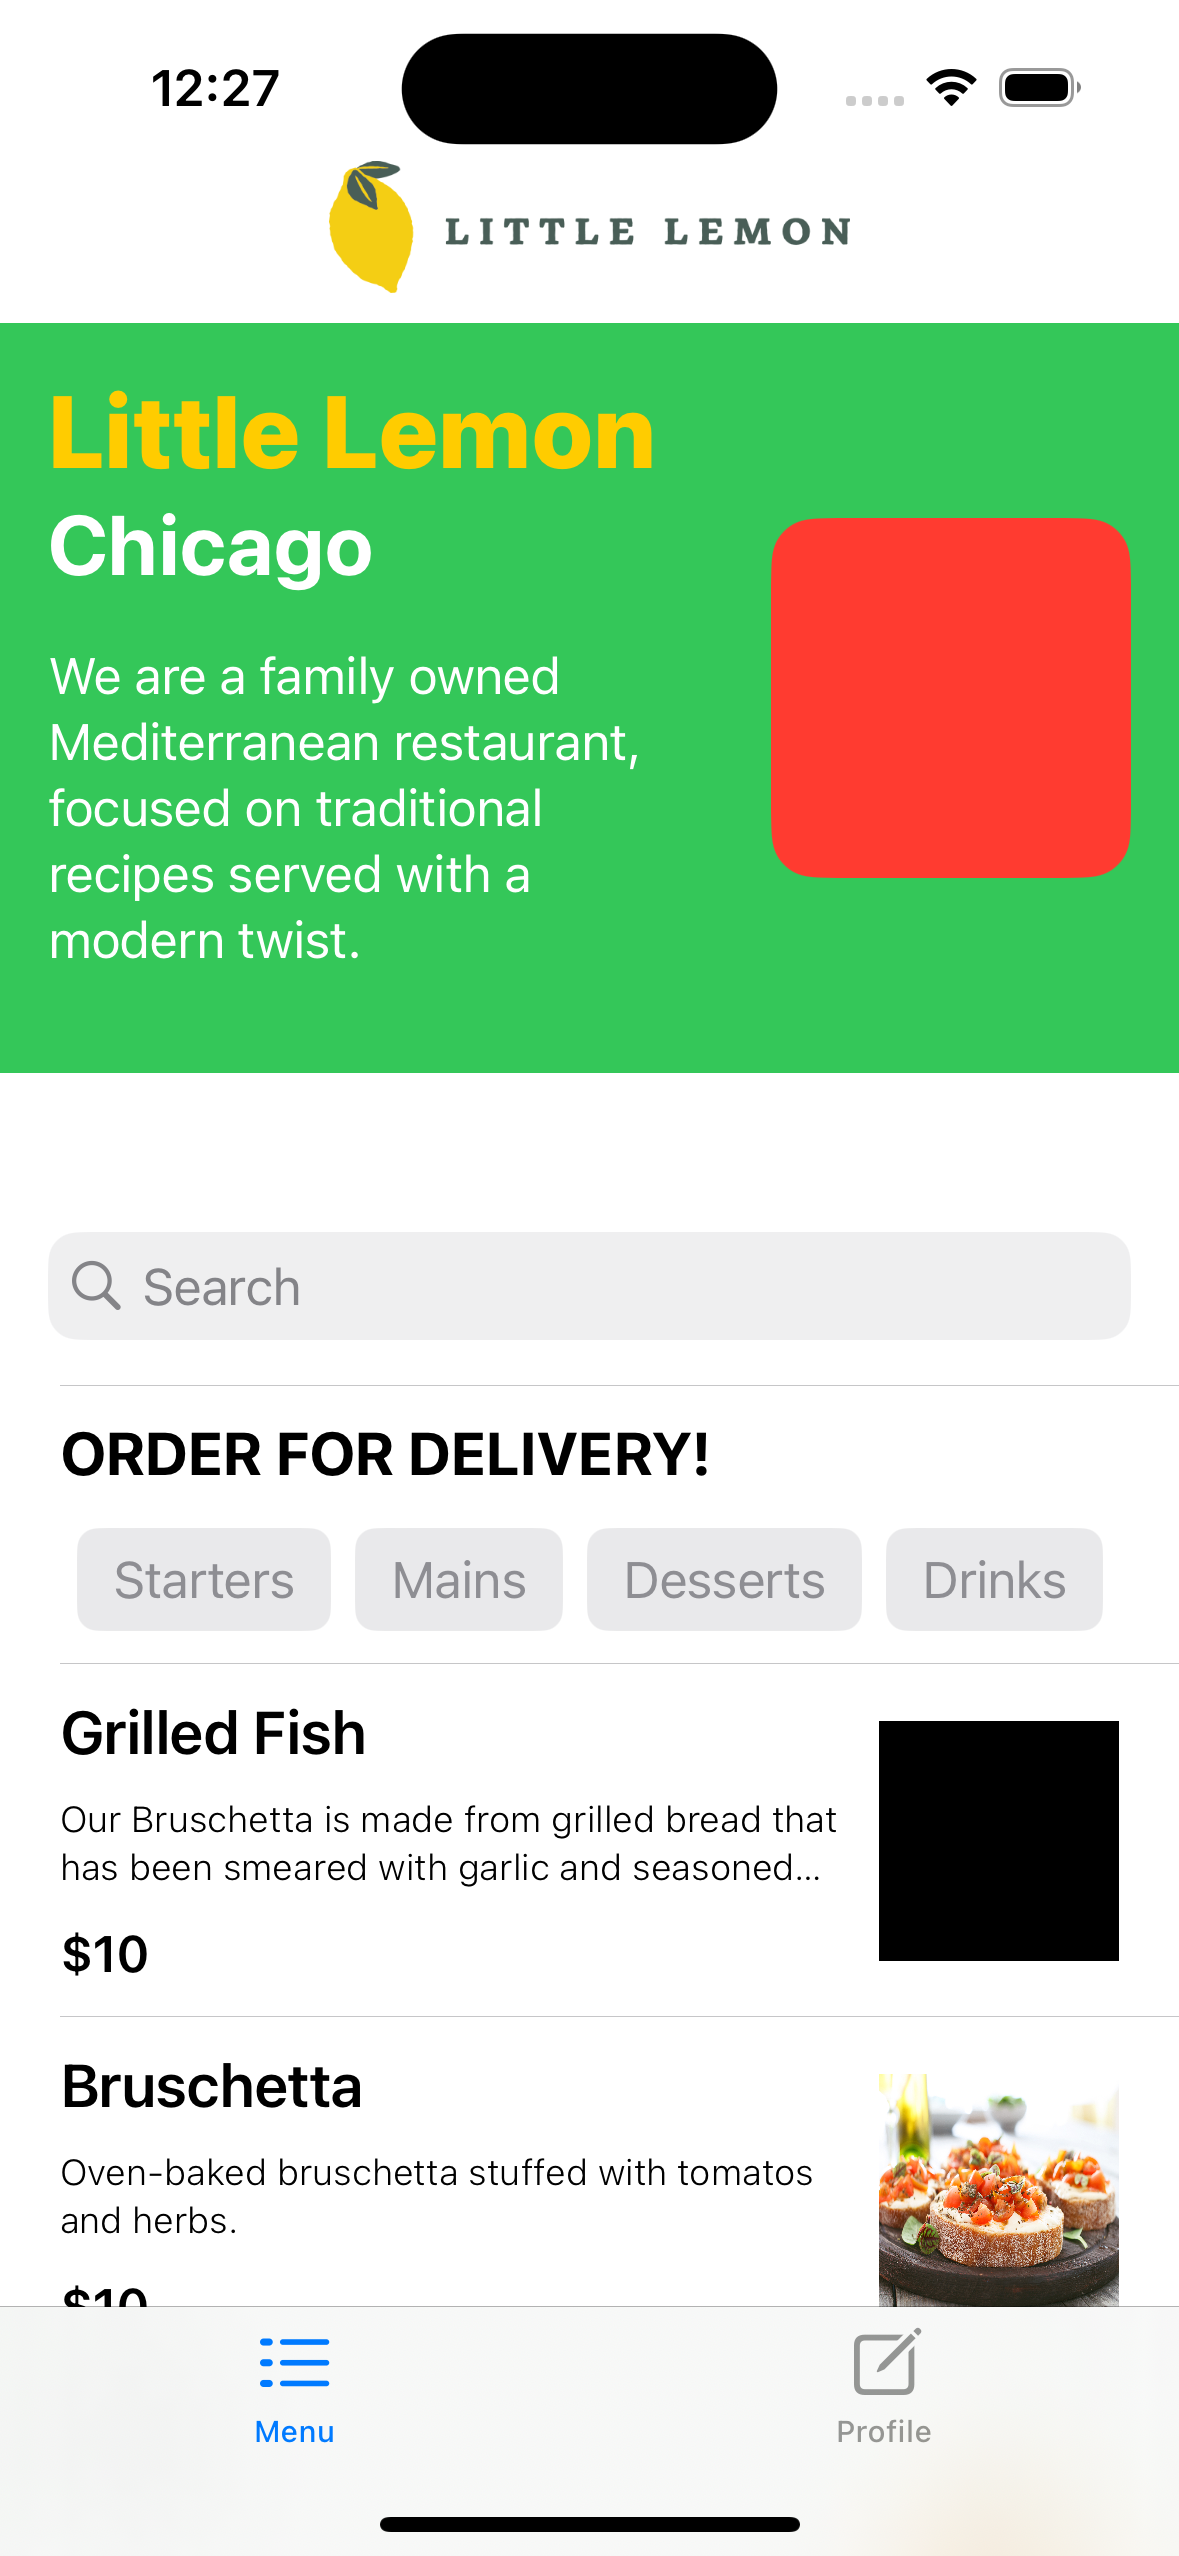 12:27
LITTLE LEMON
Little Lemon
Chicago
We are a family owned
Mediterranean restaurant,
focused on traditional
recipes served with a
modern twist.
Search
ORDER FOR DELIVERY!
Starters Mains Desserts Drinks
Grilled Fish
Our Bruschetta is made from grilled bread that
has been smeared with garlic and seasoned...
$10
Bruschetta
Oven-baked bruschetta stuffed with tomatos
and herbs.
$10
Menu Profile